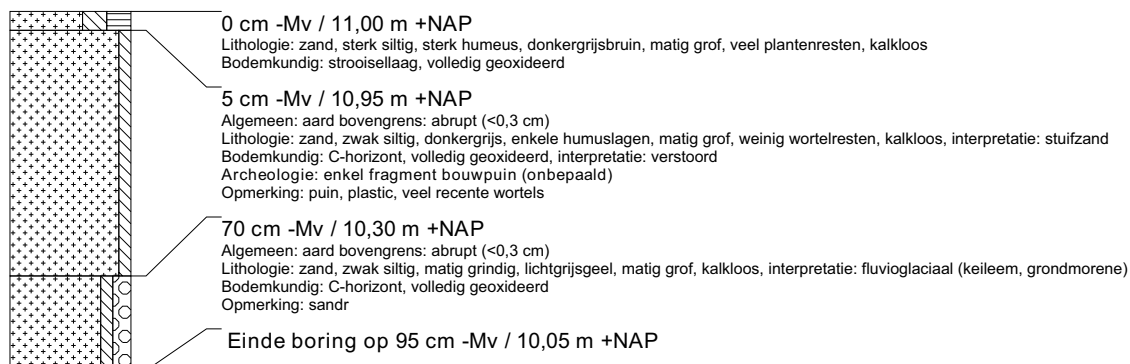 0 cm -Mv / 11,00 m +NAP
Lithologie: zand, sterk siltig, sterk humeus, donkergrijsbruin, matig grof, veel plantenresten, kalkloos
Bodemkundig: strooisellaag, volledig geoxideerd
5 cm -Mv / 10,95 m +NAP
Algemeen: aard bovengrens: abrupt (<0,3 cm)
Lithologie: zand, zwak siltig, donkergrijs, enkele humuslagen, matig grof, weinig wortelresten, kalkloos, interpretatie: stuifzand
Bodemkundig: C-horizont, volledig geoxideerd, interpretatie: verstoord
Archeologie: enkel fragment bouwpuin (onbepaald)
Opmerking: puin, plastic, veel recente wortels
70 cm -Mv / 10,30 m +NAP
Algemeen: aard bovengrens: abrupt (<0,3 cm)
Lithologie: zand, zwak siltig, matig grindig, lichtgrijsgeel, matig grof, kalkloos, interpretatie: fluvioglaciaal (keileem, grondmorene)
Bodemkundig: C-horizont, volledig geoxideerd
Opmerking: sandr
Einde boring op 95 cm -Mv / 10,05 m +NAP